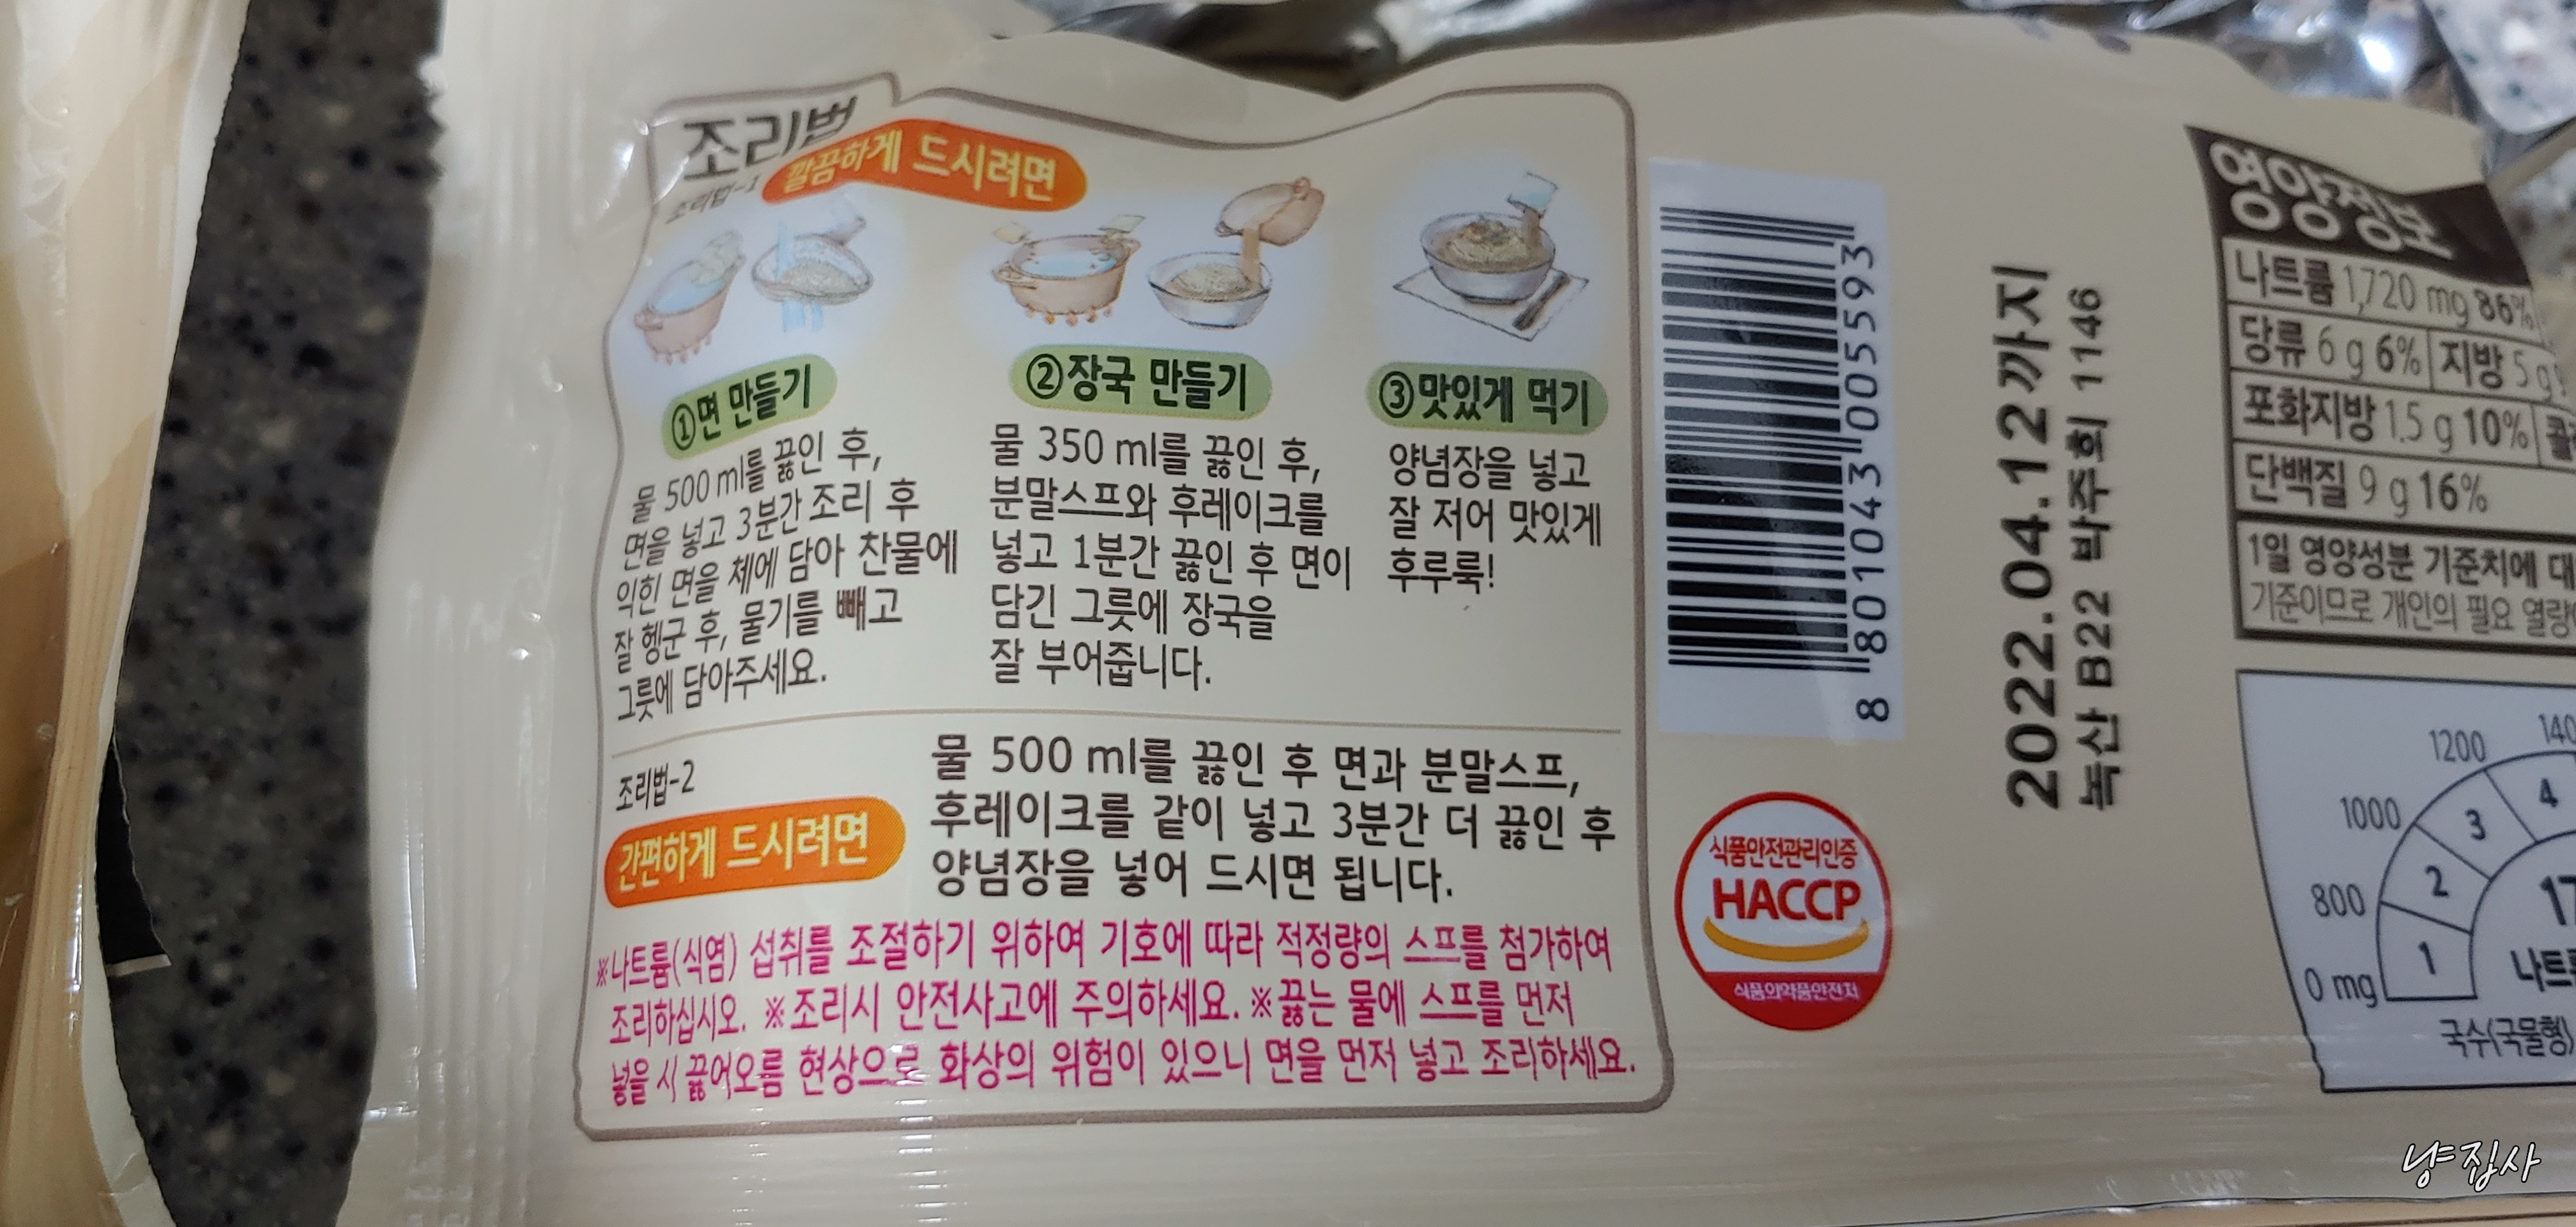 조리법
조리법-1 깔끔하게 드시려면
①면 만들기
물 500 ml를 끓인 후,
면을 넣고 3분간 조리 후
익힌 면을 체에 담아 찬물에
잘 헹군 후, 물기를 빼고
그릇에 담아주세요.
②장국 만들기
물 350 ml를 끓인 후,
분말스프와 후레이크를
넣고 1분간 끓인 후 면이
담긴 그릇에 장국을
잘 부어줍니다.
③맛있게 먹기
양념장을 넣고
잘 저어 맛있게
후루룩!
조리법-2
간편하게 드시려면
물 500 ml를 끓인 후 면과 분말스프,
후레이크를 같이 넣고 3분간 더 끓인 후
양념장을 넣어 드시면 됩니다.
※나트륨(식염) 섭취를 조절하기 위하여 기호에 따라 적정량의 스프를 첨가하여
조리하십시오. ※조리시 안전사고에 주의하세요. ※끓는 물에 스프를 먼저
넣을 시 끓어오름 현상으로 화상의 위험이 있으니 면을 먼저 넣고 조리하세요.
8 801043 005593
식품안전관리인증
HACCP
식품의약품안전처
2022.04.12까지
녹산 B22 박주희 1146
영양정보
나트륨 1,720 mg 86%
당류 6 g 6% 지방 5 g
포화지방 1.5 g 10% 콜
단백질 9 g 16%
1일 영양성분 기준치에 대
기준이므로 개인의 필요 열량
0 mg 800 1000 1200 140
1 2 3 4
17
나트
국수(국물형)
냥집사